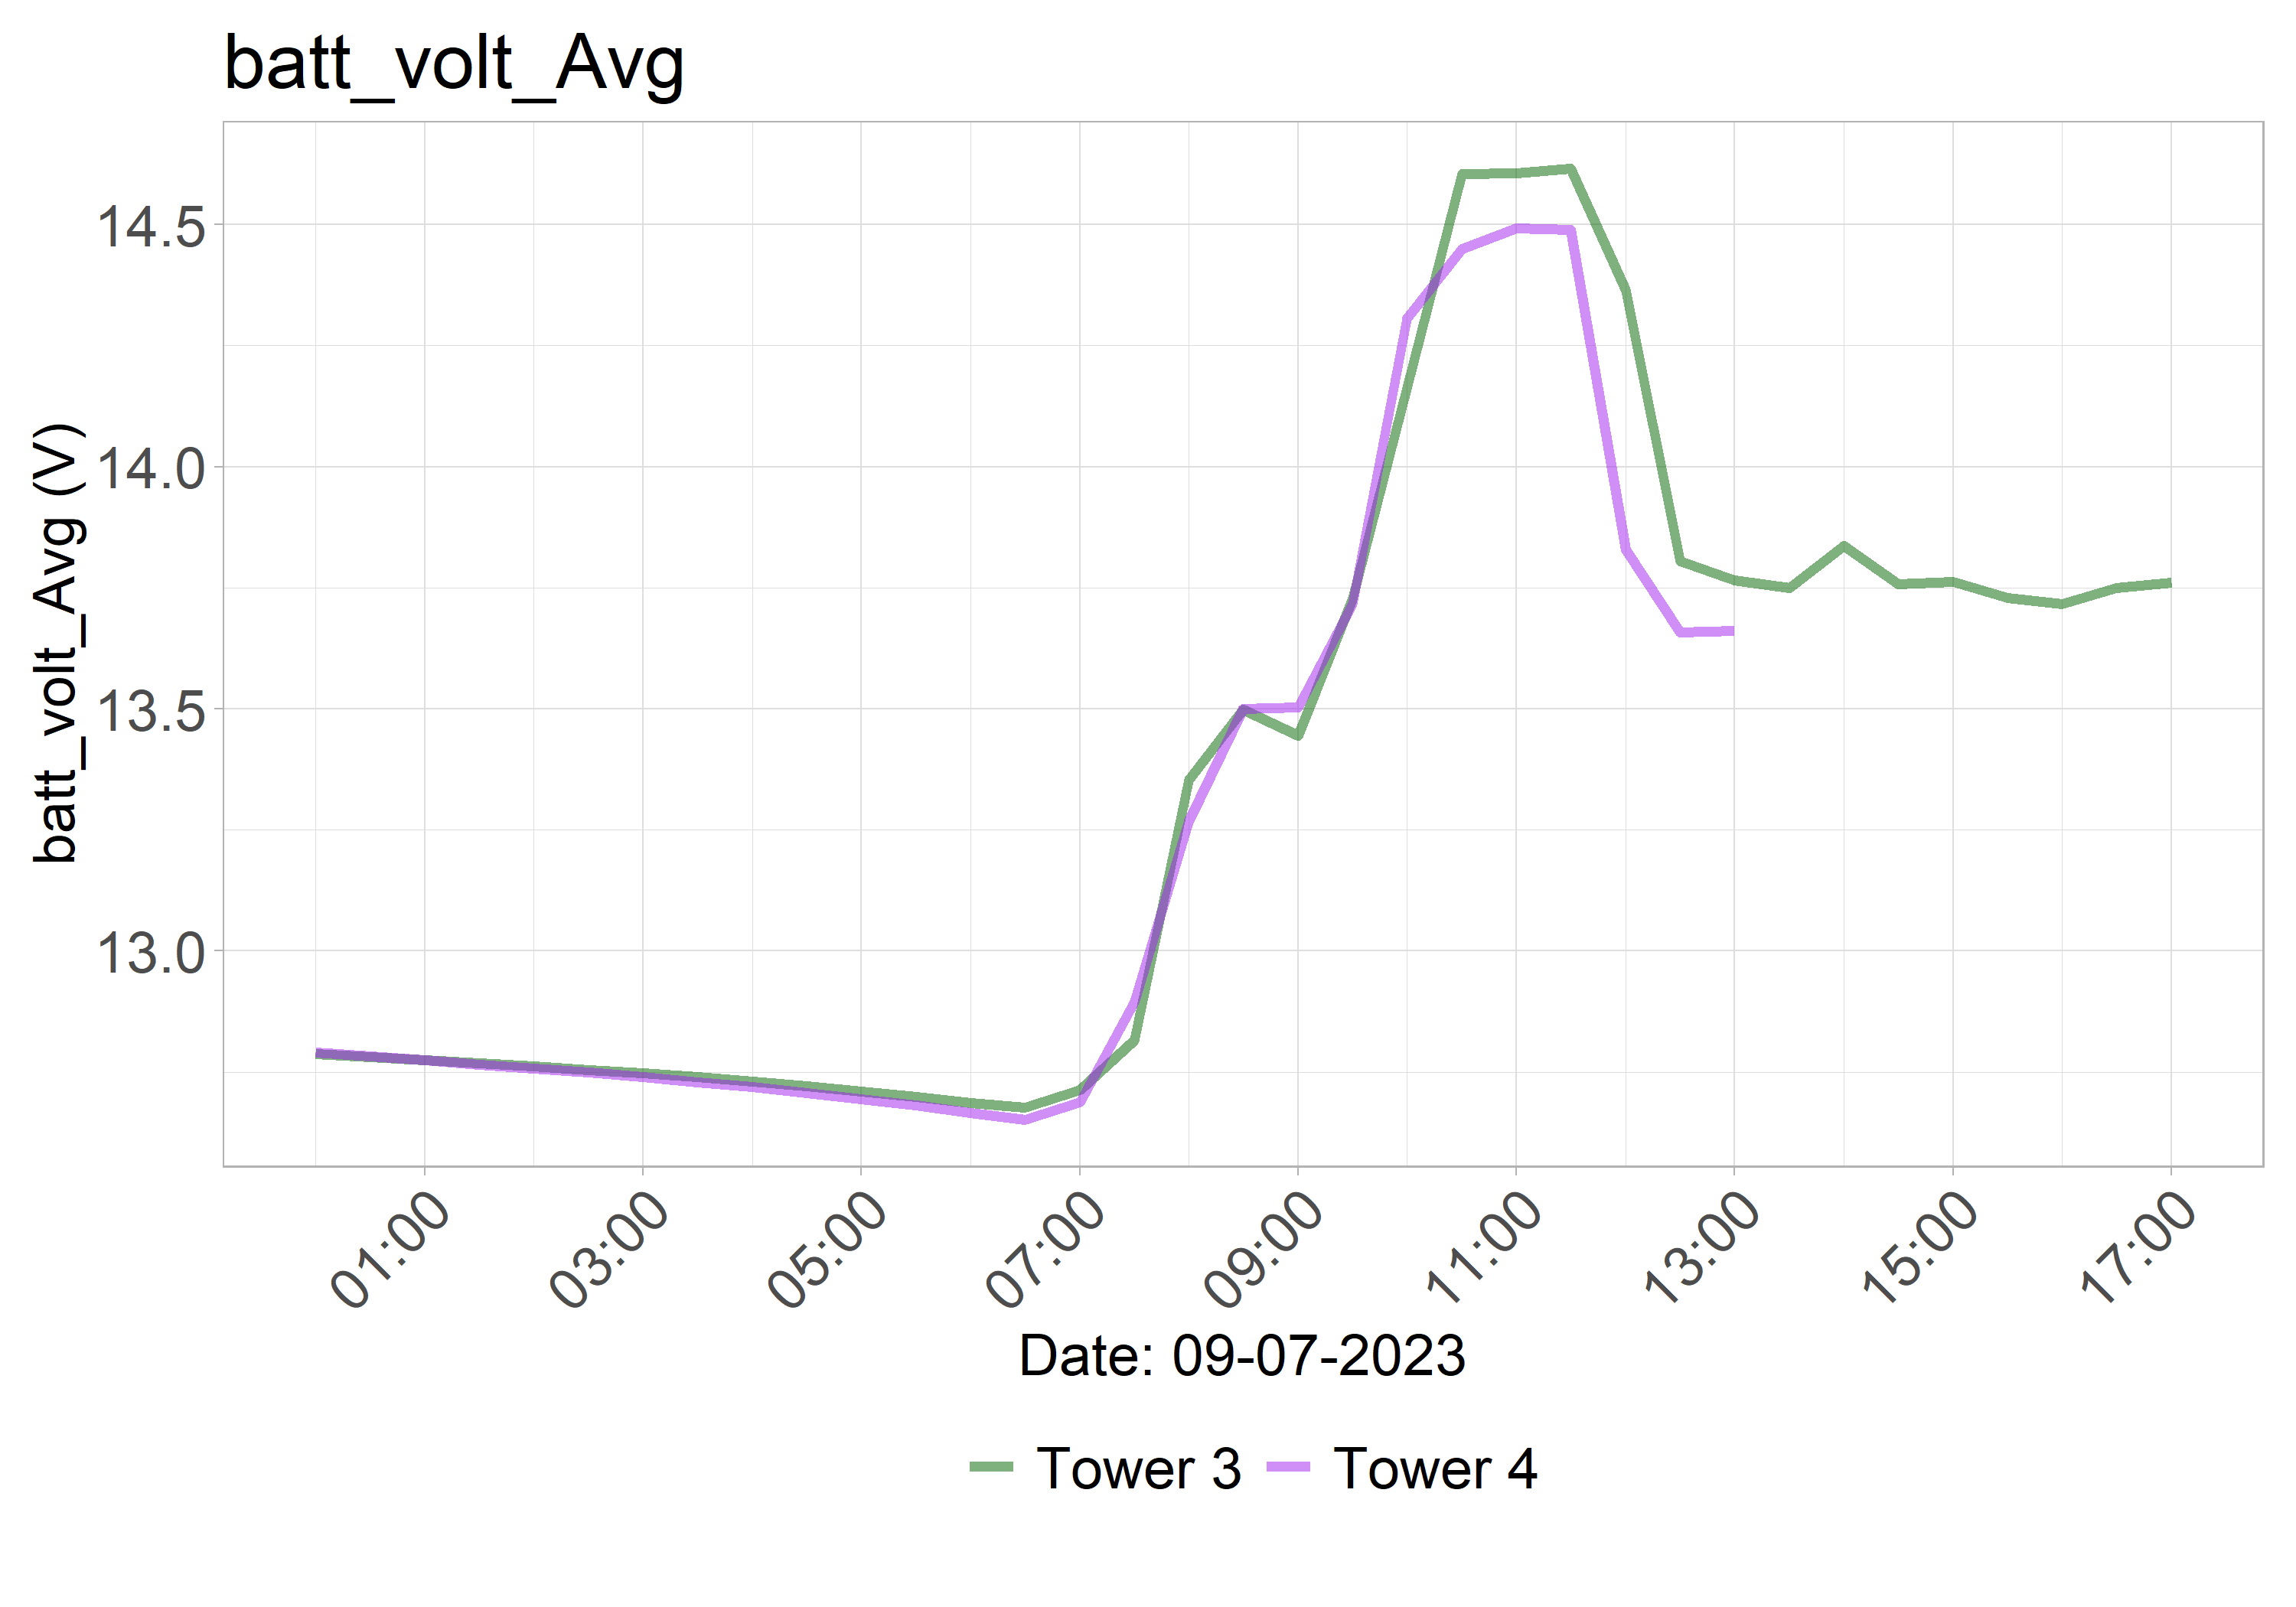 batt_volt_Avg
batt_volt_Avg (V)
14.5
14.0
13.5
13.0
01:00 03:00 05:00 07:00 09:00 11:00 13:00 15:00 17:00
Date: 09-07-2023
Tower 3 Tower 4